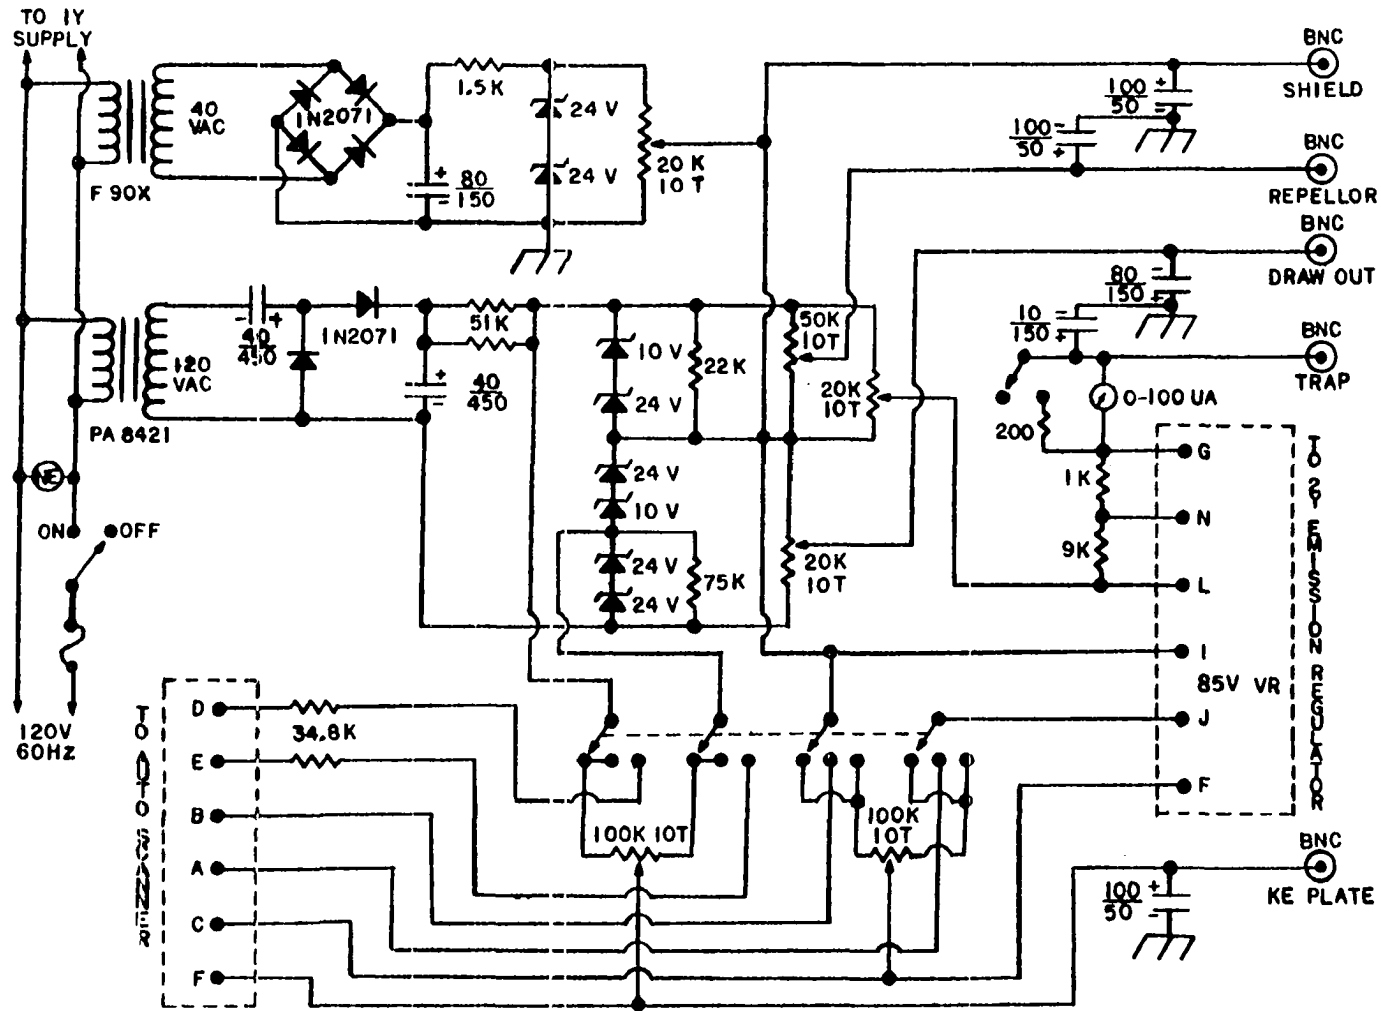 TO 1Y
SUPPLY
40
VAC
F 90X
1N2071
1.5K
+
80
150
-
24 V
24 V
20 K
10 T
100
50
+
=
100
50
-
+
BNC
SHIELD
BNC
REPELLOR
BNC
DRAW OUT
80
150
-
+
10
150
-
+
BNC
TRAP
120
VAC
PA 8421
- +
40
450
1N2071
51K
+
40
450
-
10 V
24 V
24 V
10 V
24 V
24 V
22K
75K
50K
10T
20K
10T
20K
10T
200
0-100 UA
1K
9K
G
N
L
I
85V VR
J
F
TO 2Y EMISSION REGULATOR
NE
ON
OFF
120V
60HZ
TO AUTO SCANNER
D
E
B
A
C
F
34.8K
100K 10T
100K
10T
100
50
+
-
BNC
KE PLATE